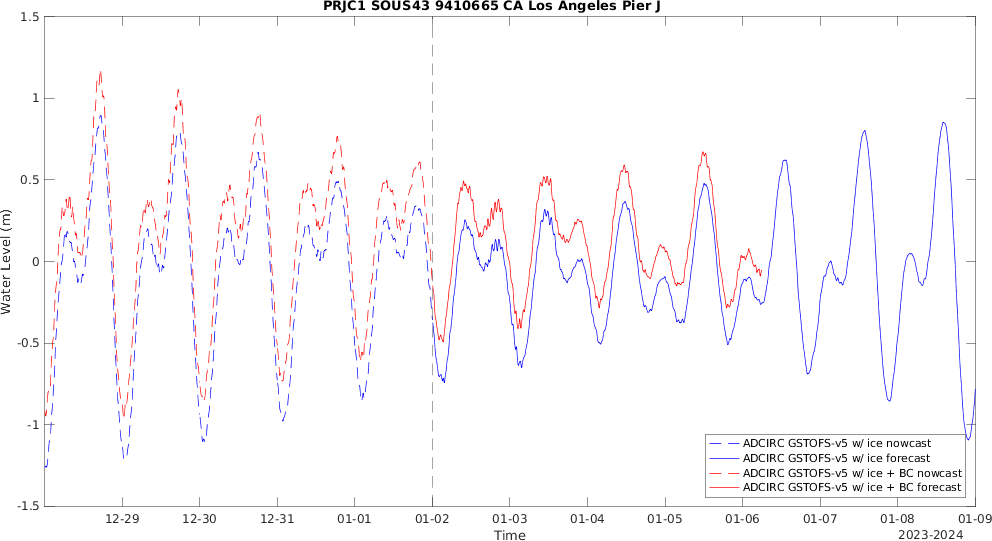 PRJC1 SOUS43 9410665 CA Los Angeles Pier J
1.5
1
0.5
0
-0.5
-1
-1.5
Water Level (m)
12-29 12-30 12-31 01-01 01-02 01-03 01-04 01-05 01-06 01-07 01-08 01-09
Time
2023-2024
ADCIRC GSTOFS-v5 w/ ice nowcast
ADCIRC GSTOFS-v5 w/ ice forecast
ADCIRC GSTOFS-v5 w/ ice + BC nowcast
ADCIRC GSTOFS-v5 w/ ice + BC forecast